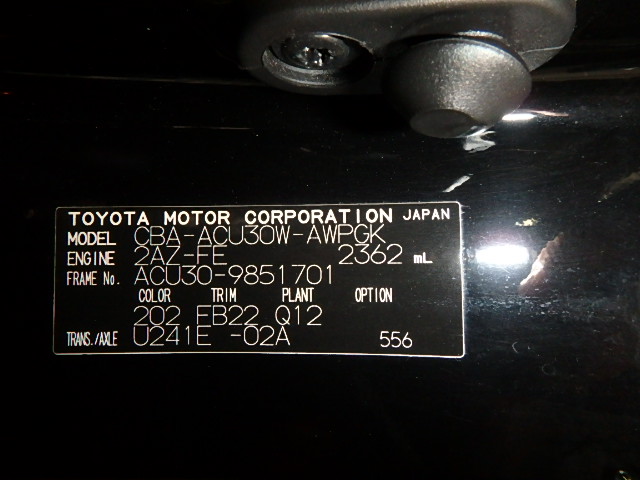 TOYOTA MOTOR CORPORATION JAPAN
MODEL CBA-ACU30W-AWPGK
ENGINE 2AZ-FE 2362 mL
FRAME No. ACU30-9851701
COLOR TRIM PLANT OPTION
202 FB22 Q12
TRANS./AXLE U241E -02A 556